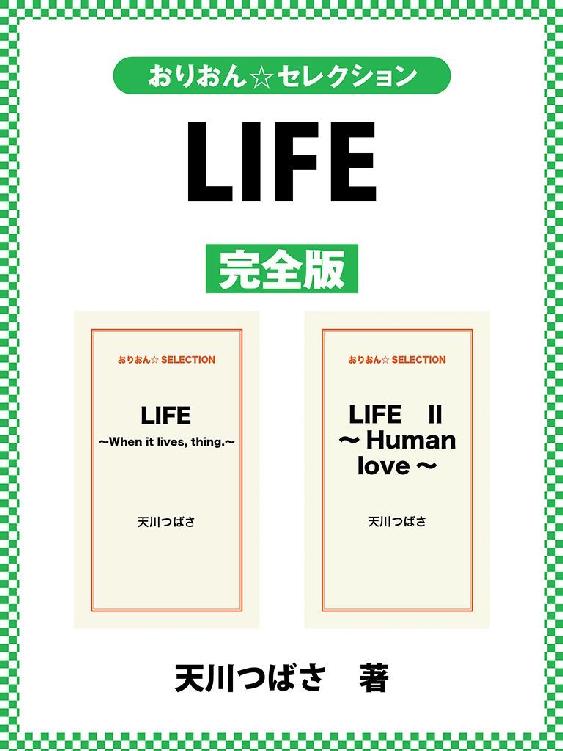 おりおん☆セレクション
LIFE
完全版
おりおん☆ SELECTION
LIFE
～When it lives, thing.～
天川つばさ
おりおん☆ SELECTION
LIFE　II
～ Human
love ～
天川つばさ
天川つばさ　著